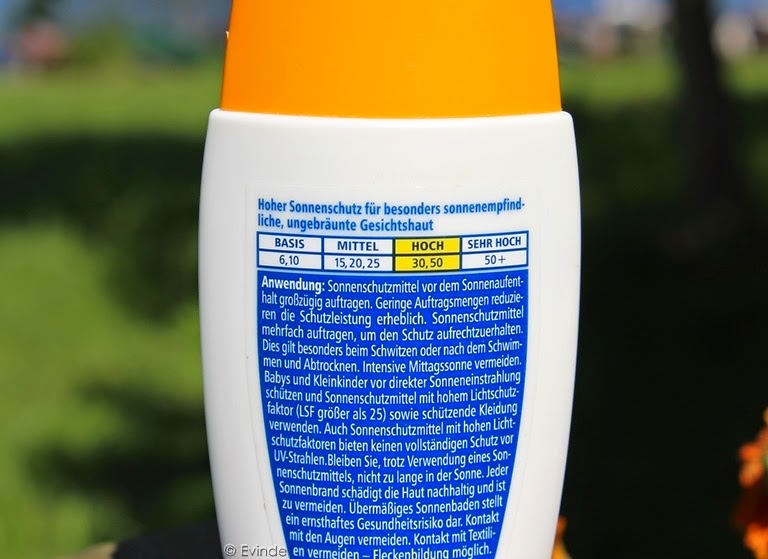 Hoher Sonnenschutz für besonders sonnenempfind-
liche, ungebräunte Gesichtshaut
BASIS MITTEL HOCH SEHR HOCH
6,10 15,20,25 30,50 50+
Anwendung: Sonnenschutzmittel vor dem Sonnenaufent-
halt großzügig auftragen. Geringe Auftragsmengen reduzie-
ren die Schutzleistung erheblich. Sonnenschutzmittel
mehrfach auftragen, um den Schutz aufrechtzuerhalten.
Dies gilt besonders beim Schwitzen oder nach dem Schwim-
men und Abtrocknen. Intensive Mittagssonne vermeiden.
Babys und Kleinkinder vor direkter Sonneneinstrahlung
schützen und Sonnenschutzmittel mit hohem Lichtschutz-
faktor (LSF größer als 25) sowie schützende Kleidung
verwenden. Auch Sonnenschutzmittel mit hohen Licht-
schutzfaktoren bieten keinen vollständigen Schutz vor
UV-Strahlen.Bleiben Sie, trotz Verwendung eines Son-
nenschutzmittels, nicht zu lange in der Sonne. Jeder
Sonnenbrand schädigt die Haut nachhaltig und ist
zu vermeiden. Übermäßiges Sonnenbaden stellt
ein ernsthaftes Gesundheitsrisiko dar. Kontakt
mit den Augen vermeiden. Kontakt mit Textili-
en vermeiden – Fleckenbildung möglich.
© Evinde